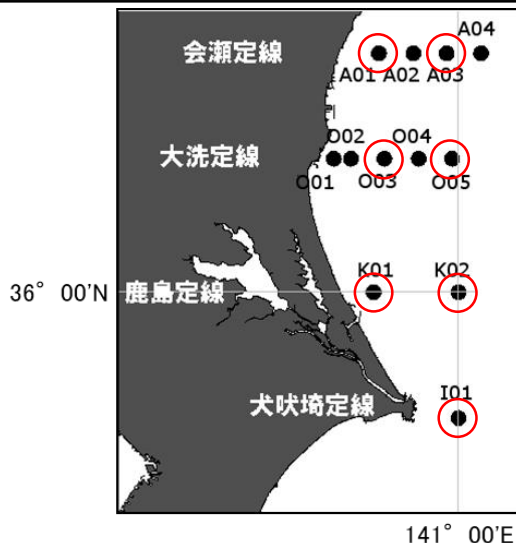 A04
会瀬定線
A01 A02 A03
O02 O04
大洗定線
O01 O03 O05
K01 K02
36° 00'N 鹿島定線
I01
犬吠埼定線
141° 00'E